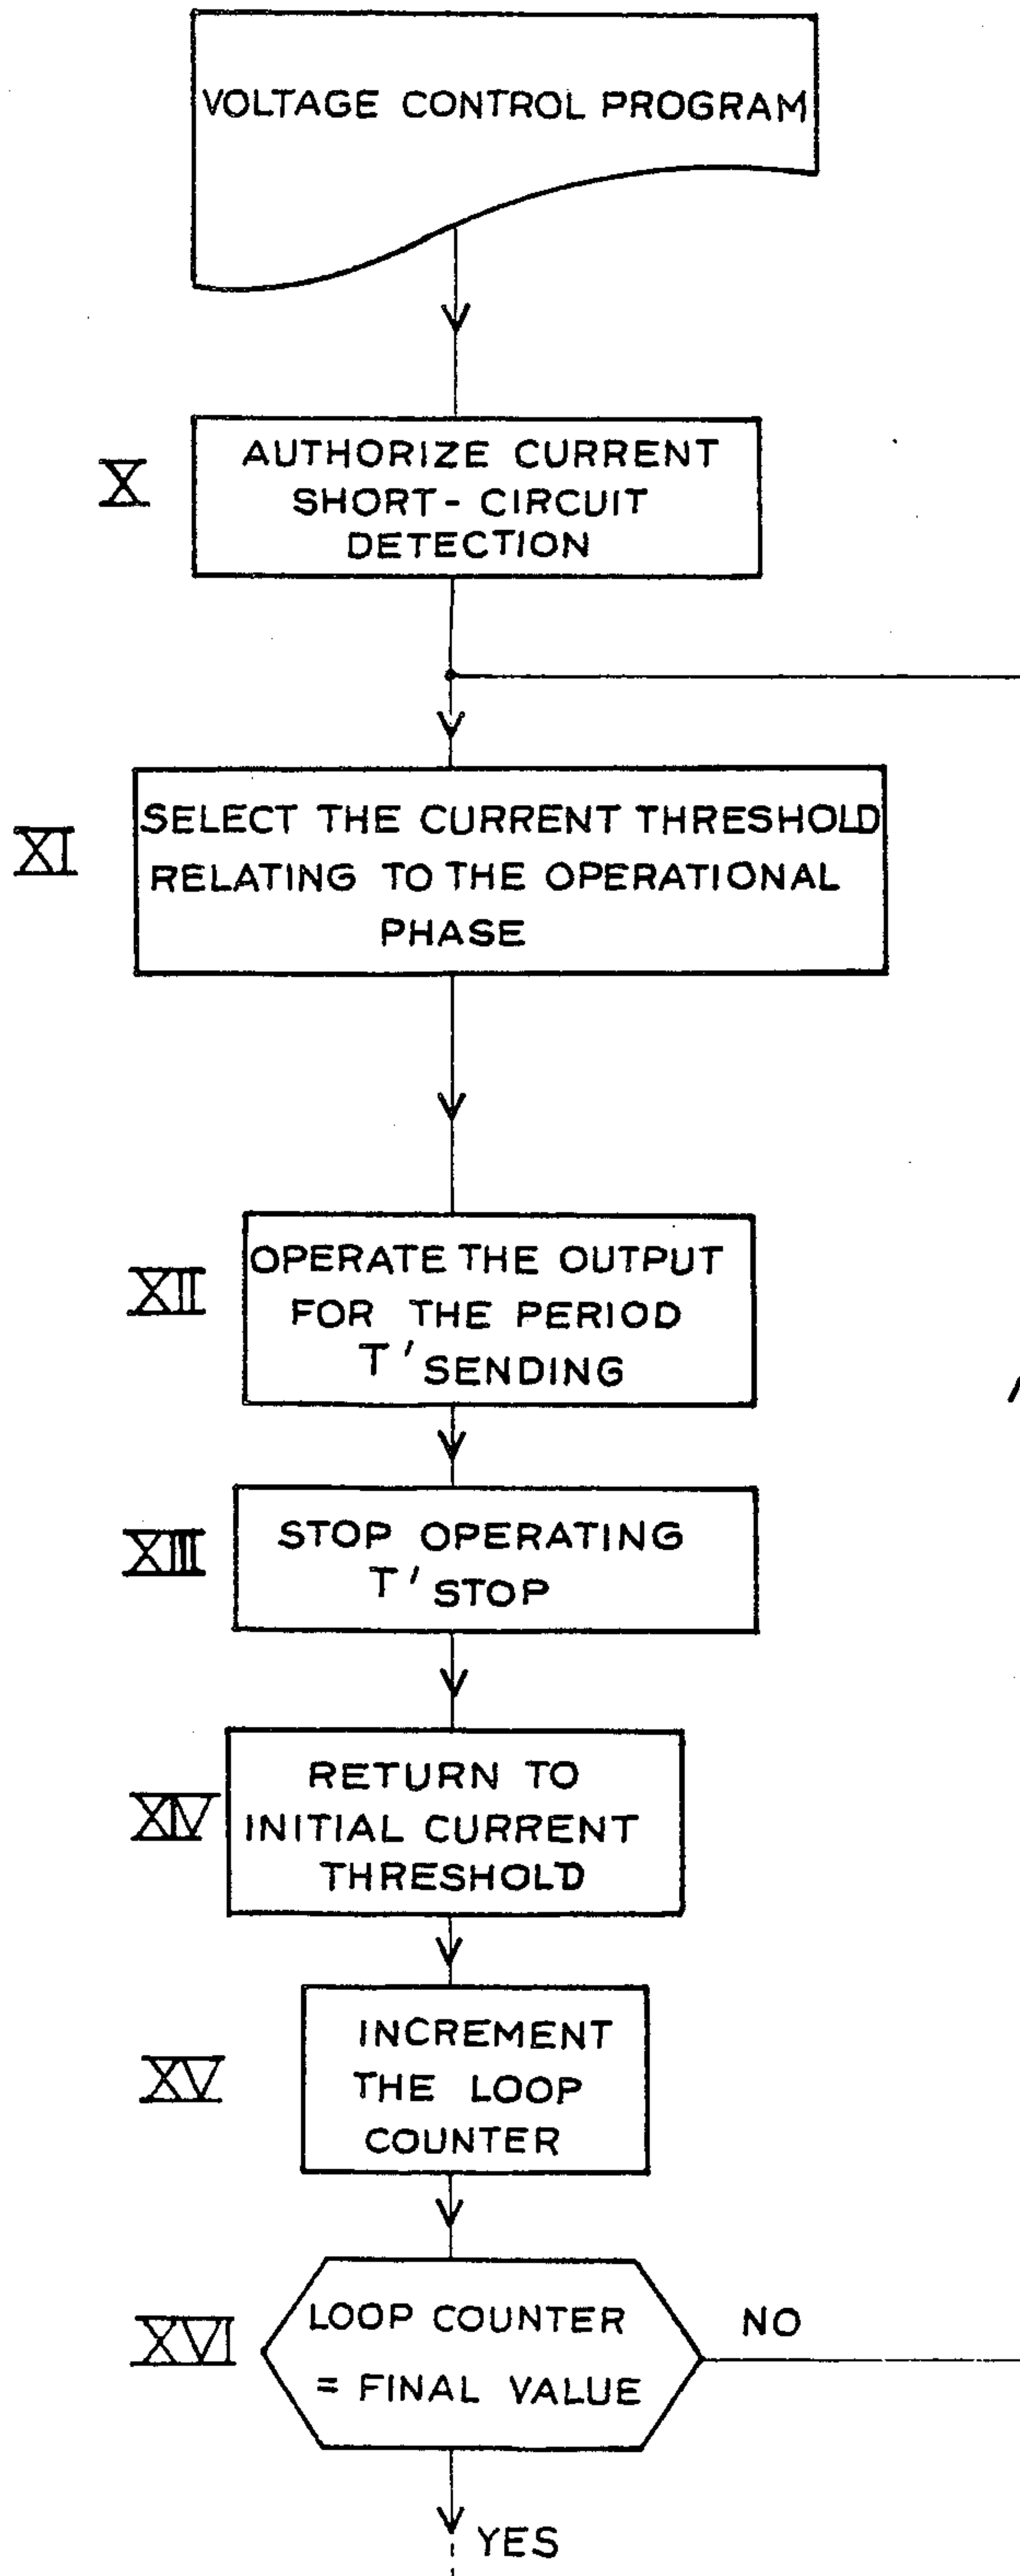 VOLTAGE CONTROL PROGRAM
X
AUTHORIZE CURRENT
SHORT-CIRCUIT
DETECTION
XI
SELECT THE CURRENT THRESHOLD
RELATING TO THE OPERATIONAL
PHASE
XII
OPERATE THE OUTPUT
FOR THE PERIOD
T' SENDING
XIII
STOP OPERATING
T' STOP
XIV
RETURN TO
INITIAL CURRENT
THRESHOLD
XV
INCREMENT
THE LOOP
COUNTER
XVI
LOOP COUNTER
= FINAL VALUE
NO
YES